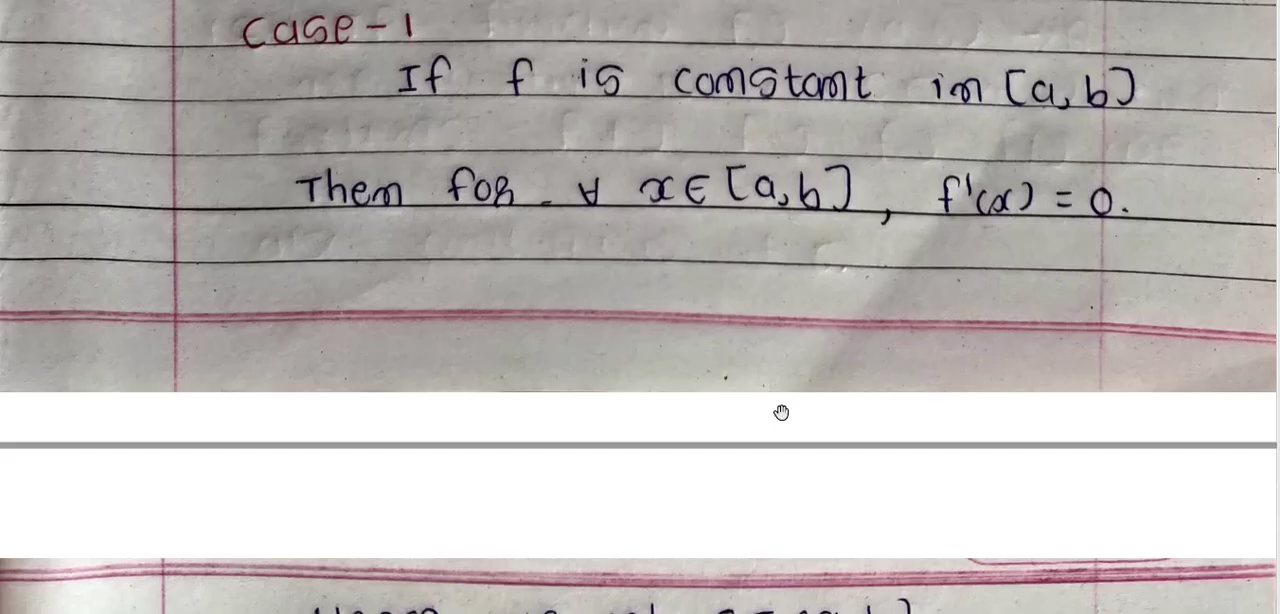 Case - 1
If f is constant in [a, b]
Then for ∀ x ∈ [a, b], f'(x) = 0.